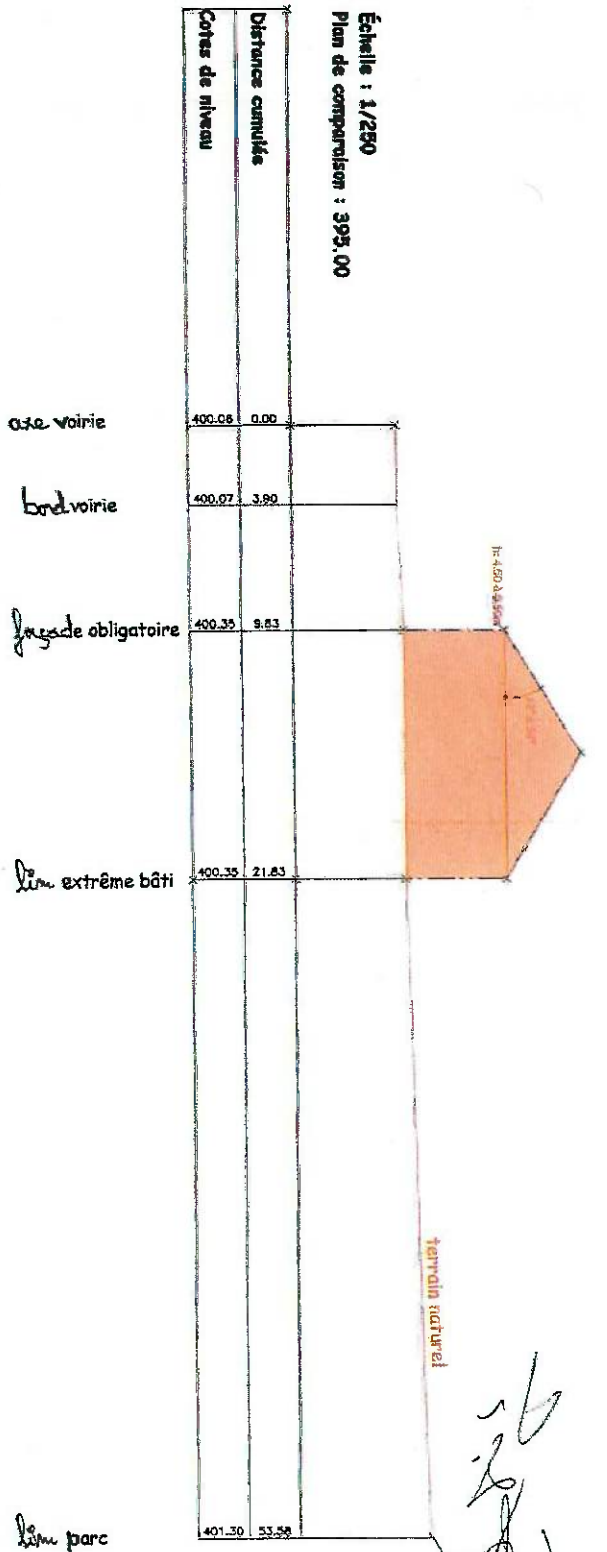 Échelle : 1/250
Plan de comparaison : 395.00
Distance cumulée
Cotes de niveau
axe voirie
400.08 0.00
bord voirie
400.07 3.90
façade obligatoire
400.35 9.83
lim extrême bâti
400.35 21.83
lim parc
401.30 53.58
terrain naturel